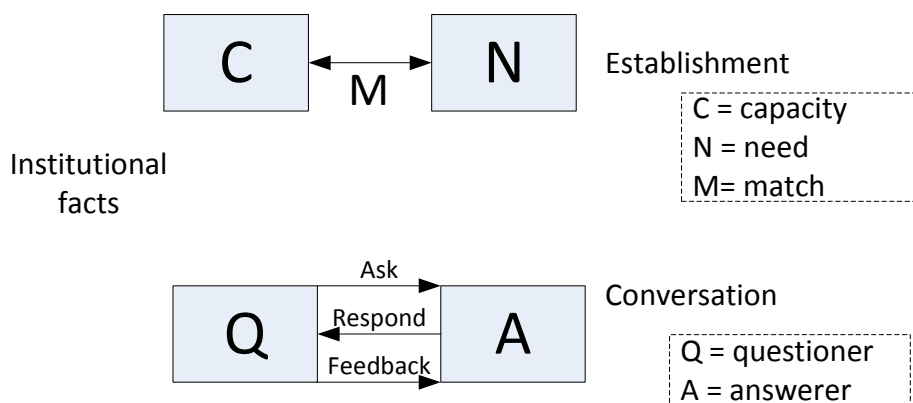 C
N
M
Establishment
C = capacity
N = need
M= match
Institutional
facts
Ask
Respond
Feedback
Q
A
Conversation
Q = questioner
A = answerer